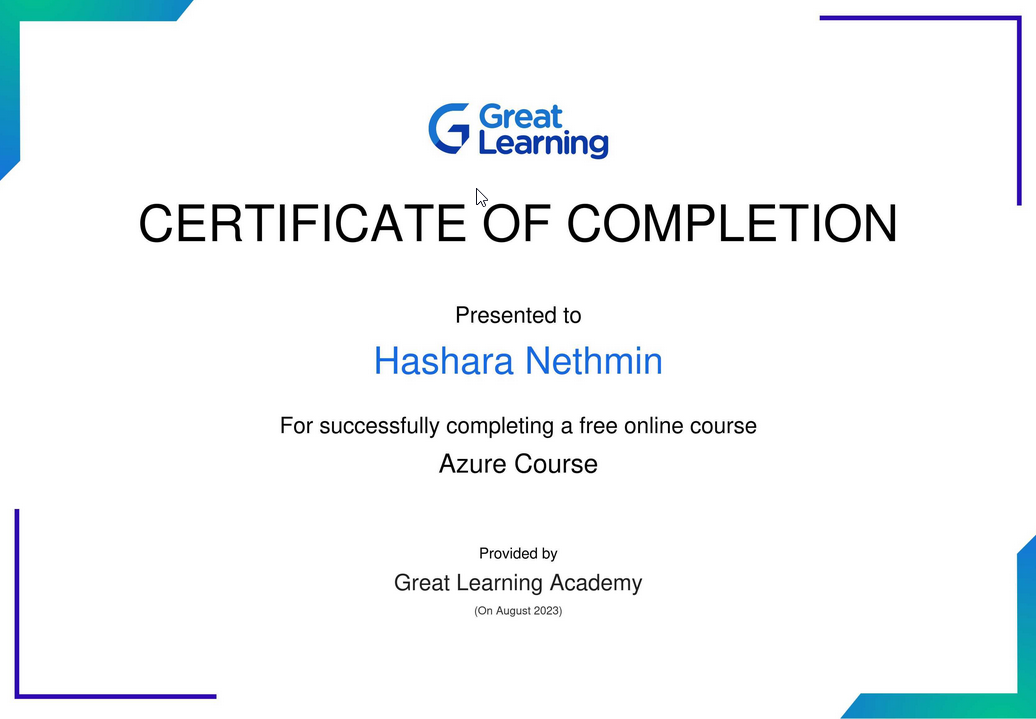 Great
Learning
CERTIFICATE OF COMPLETION
Presented to
Hashara Nethmin
For successfully completing a free online course
Azure Course
Provided by
Great Learning Academy
(On August 2023)